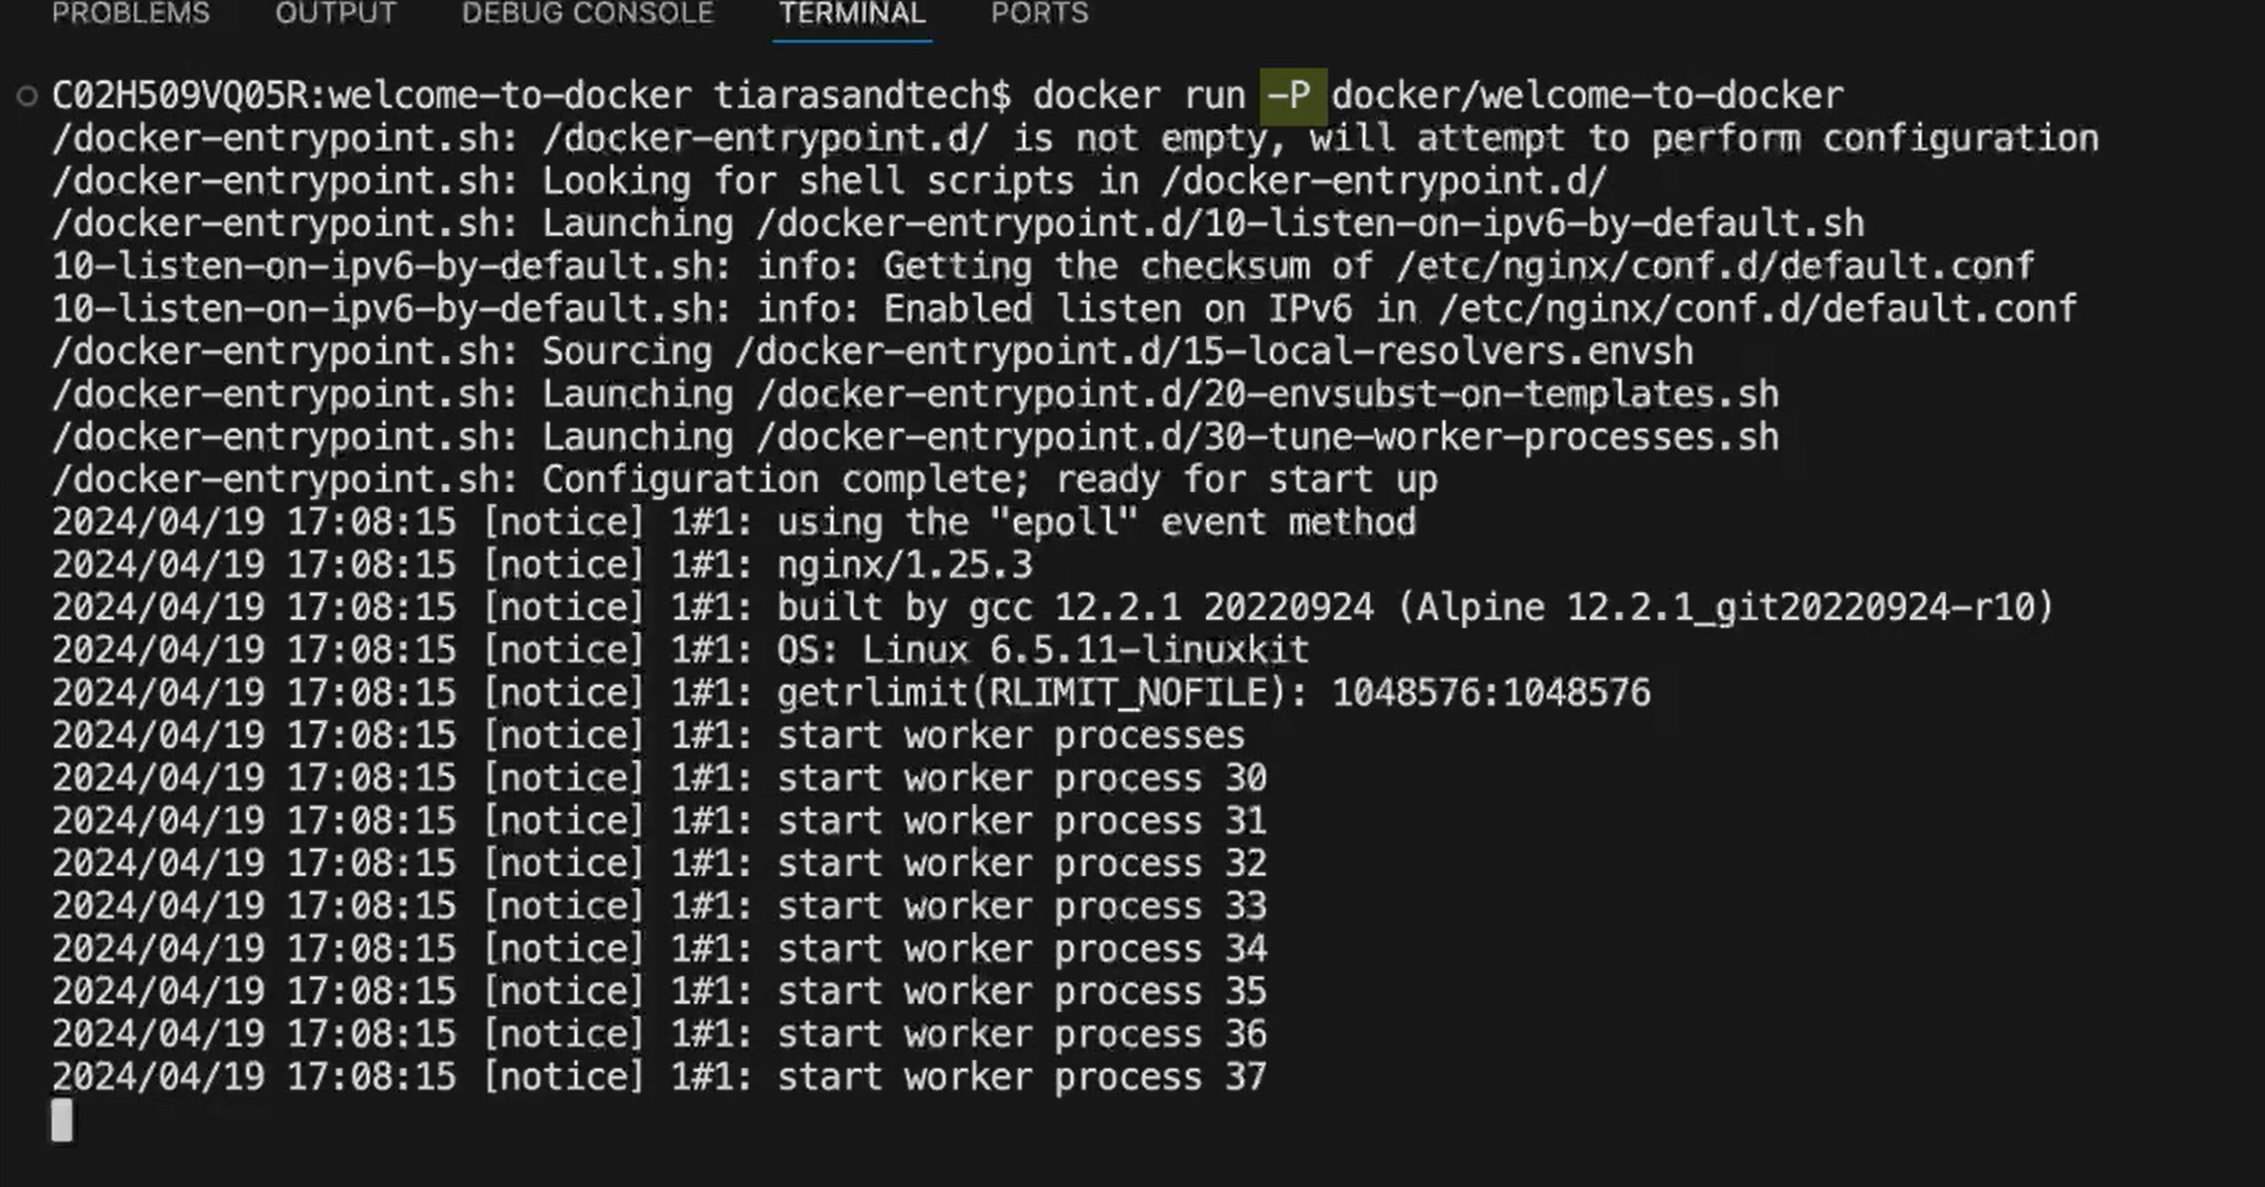 PROBLEMS OUTPUT DEBUG CONSOLE TERMINAL PORTS
C02H509VQ05R:welcome-to-docker tiarasandtech$ docker run -P docker/welcome-to-docker
/docker-entrypoint.sh: /docker-entrypoint.d/ is not empty, will attempt to perform configuration
/docker-entrypoint.sh: Looking for shell scripts in /docker-entrypoint.d/
/docker-entrypoint.sh: Launching /docker-entrypoint.d/10-listen-on-ipv6-by-default.sh
10-listen-on-ipv6-by-default.sh: info: Getting the checksum of /etc/nginx/conf.d/default.conf
10-listen-on-ipv6-by-default.sh: info: Enabled listen on IPv6 in /etc/nginx/conf.d/default.conf
/docker-entrypoint.sh: Sourcing /docker-entrypoint.d/15-local-resolvers.envsh
/docker-entrypoint.sh: Launching /docker-entrypoint.d/20-envsubst-on-templates.sh
/docker-entrypoint.sh: Launching /docker-entrypoint.d/30-tune-worker-processes.sh
/docker-entrypoint.sh: Configuration complete; ready for start up
2024/04/19 17:08:15 [notice] 1#1: using the "epoll" event method
2024/04/19 17:08:15 [notice] 1#1: nginx/1.25.3
2024/04/19 17:08:15 [notice] 1#1: built by gcc 12.2.1 20220924 (Alpine 12.2.1_git20220924-r10)
2024/04/19 17:08:15 [notice] 1#1: OS: Linux 6.5.11-linuxkit
2024/04/19 17:08:15 [notice] 1#1: getrlimit(RLIMIT_NOFILE): 1048576:1048576
2024/04/19 17:08:15 [notice] 1#1: start worker processes
2024/04/19 17:08:15 [notice] 1#1: start worker process 30
2024/04/19 17:08:15 [notice] 1#1: start worker process 31
2024/04/19 17:08:15 [notice] 1#1: start worker process 32
2024/04/19 17:08:15 [notice] 1#1: start worker process 33
2024/04/19 17:08:15 [notice] 1#1: start worker process 34
2024/04/19 17:08:15 [notice] 1#1: start worker process 35
2024/04/19 17:08:15 [notice] 1#1: start worker process 36
2024/04/19 17:08:15 [notice] 1#1: start worker process 37